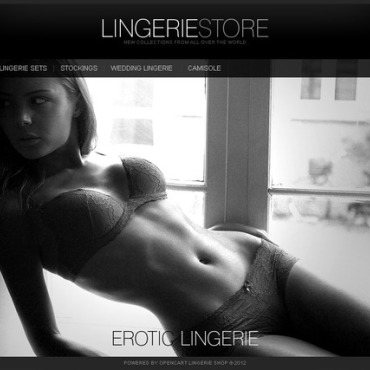 LINGERIESTORE
NEW COLLECTIONS FROM ALL OVER THE WORLD
LINGERIE SETS | STOCKINGS WEDDING LINGERIE CAMISOLE
EROTIC LINGERIE
POWERED BY OPENCART LINGERIE SHOP © 2012